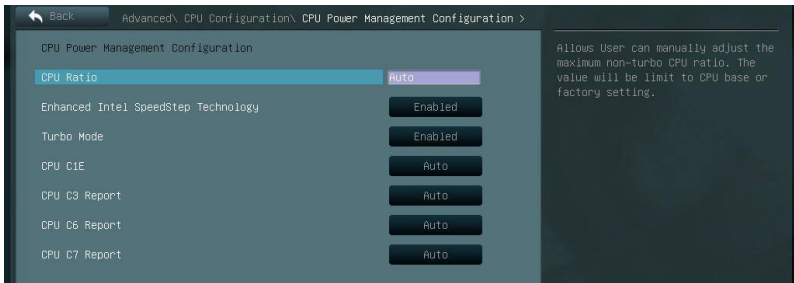 Back
Advanced\ CPU Configuration\ CPU Power Management Configuration >
CPU Power Management Configuration
CPU Ratio Auto
Enhanced Intel SpeedStep Technology Enabled
Turbo Mode Enabled
CPU C1E Auto
CPU C3 Report Auto
CPU C6 Report Auto
CPU C7 Report Auto
Allows User can manually adjust the
maximum non-turbo CPU ratio. The
value will be limit to CPU base or
factory setting.